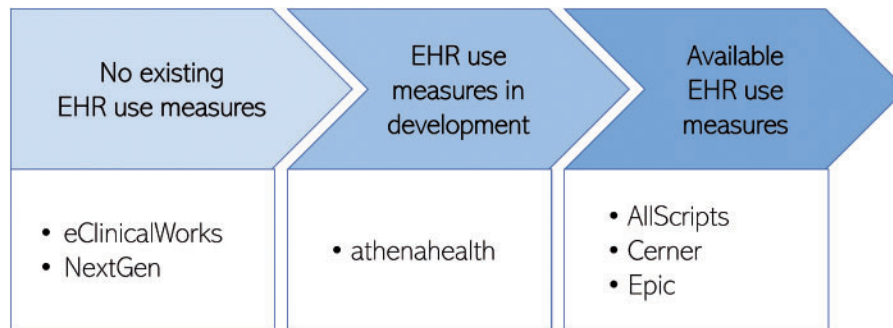 No existing
EHR use measures
EHR use
measures in
development
Available
EHR use
measures
• eClinicalWorks
• NextGen
• athenahealth
• AllScripts
• Cerner
• Epic